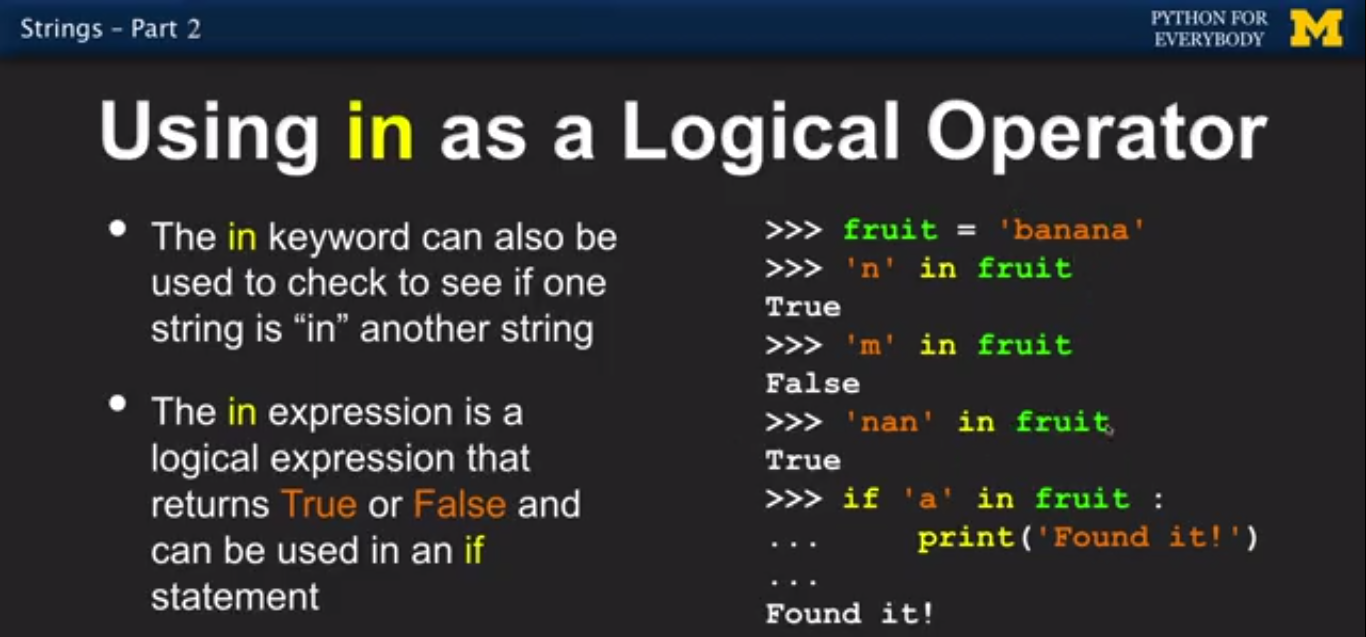 Strings – Part 2
PYTHON FOR
EVERYBODY
M
Using in as a Logical Operator
• The in keyword can also be
used to check to see if one
string is “in” another string
• The in expression is a
logical expression that
returns True or False and
can be used in an if
statement
>>> fruit = 'banana'
>>> 'n' in fruit
True
>>> 'm' in fruit
False
>>> 'nan' in fruit
True
>>> if 'a' in fruit :
...     print('Found it!')
...
Found it!